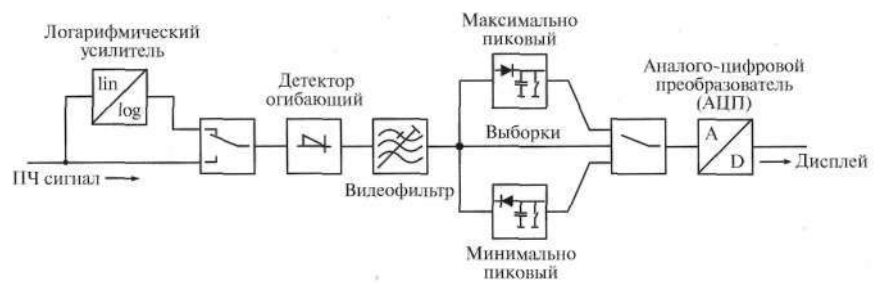 Логарифмический
усилитель
lin
log
ПЧ сигнал
Детектор
огибающий
Видеофильтр
Максимально
пиковый
Выборки
Минимально
пиковый
Аналого-цифровой
преобразователь
(АЦП)
A
D
Дисплей